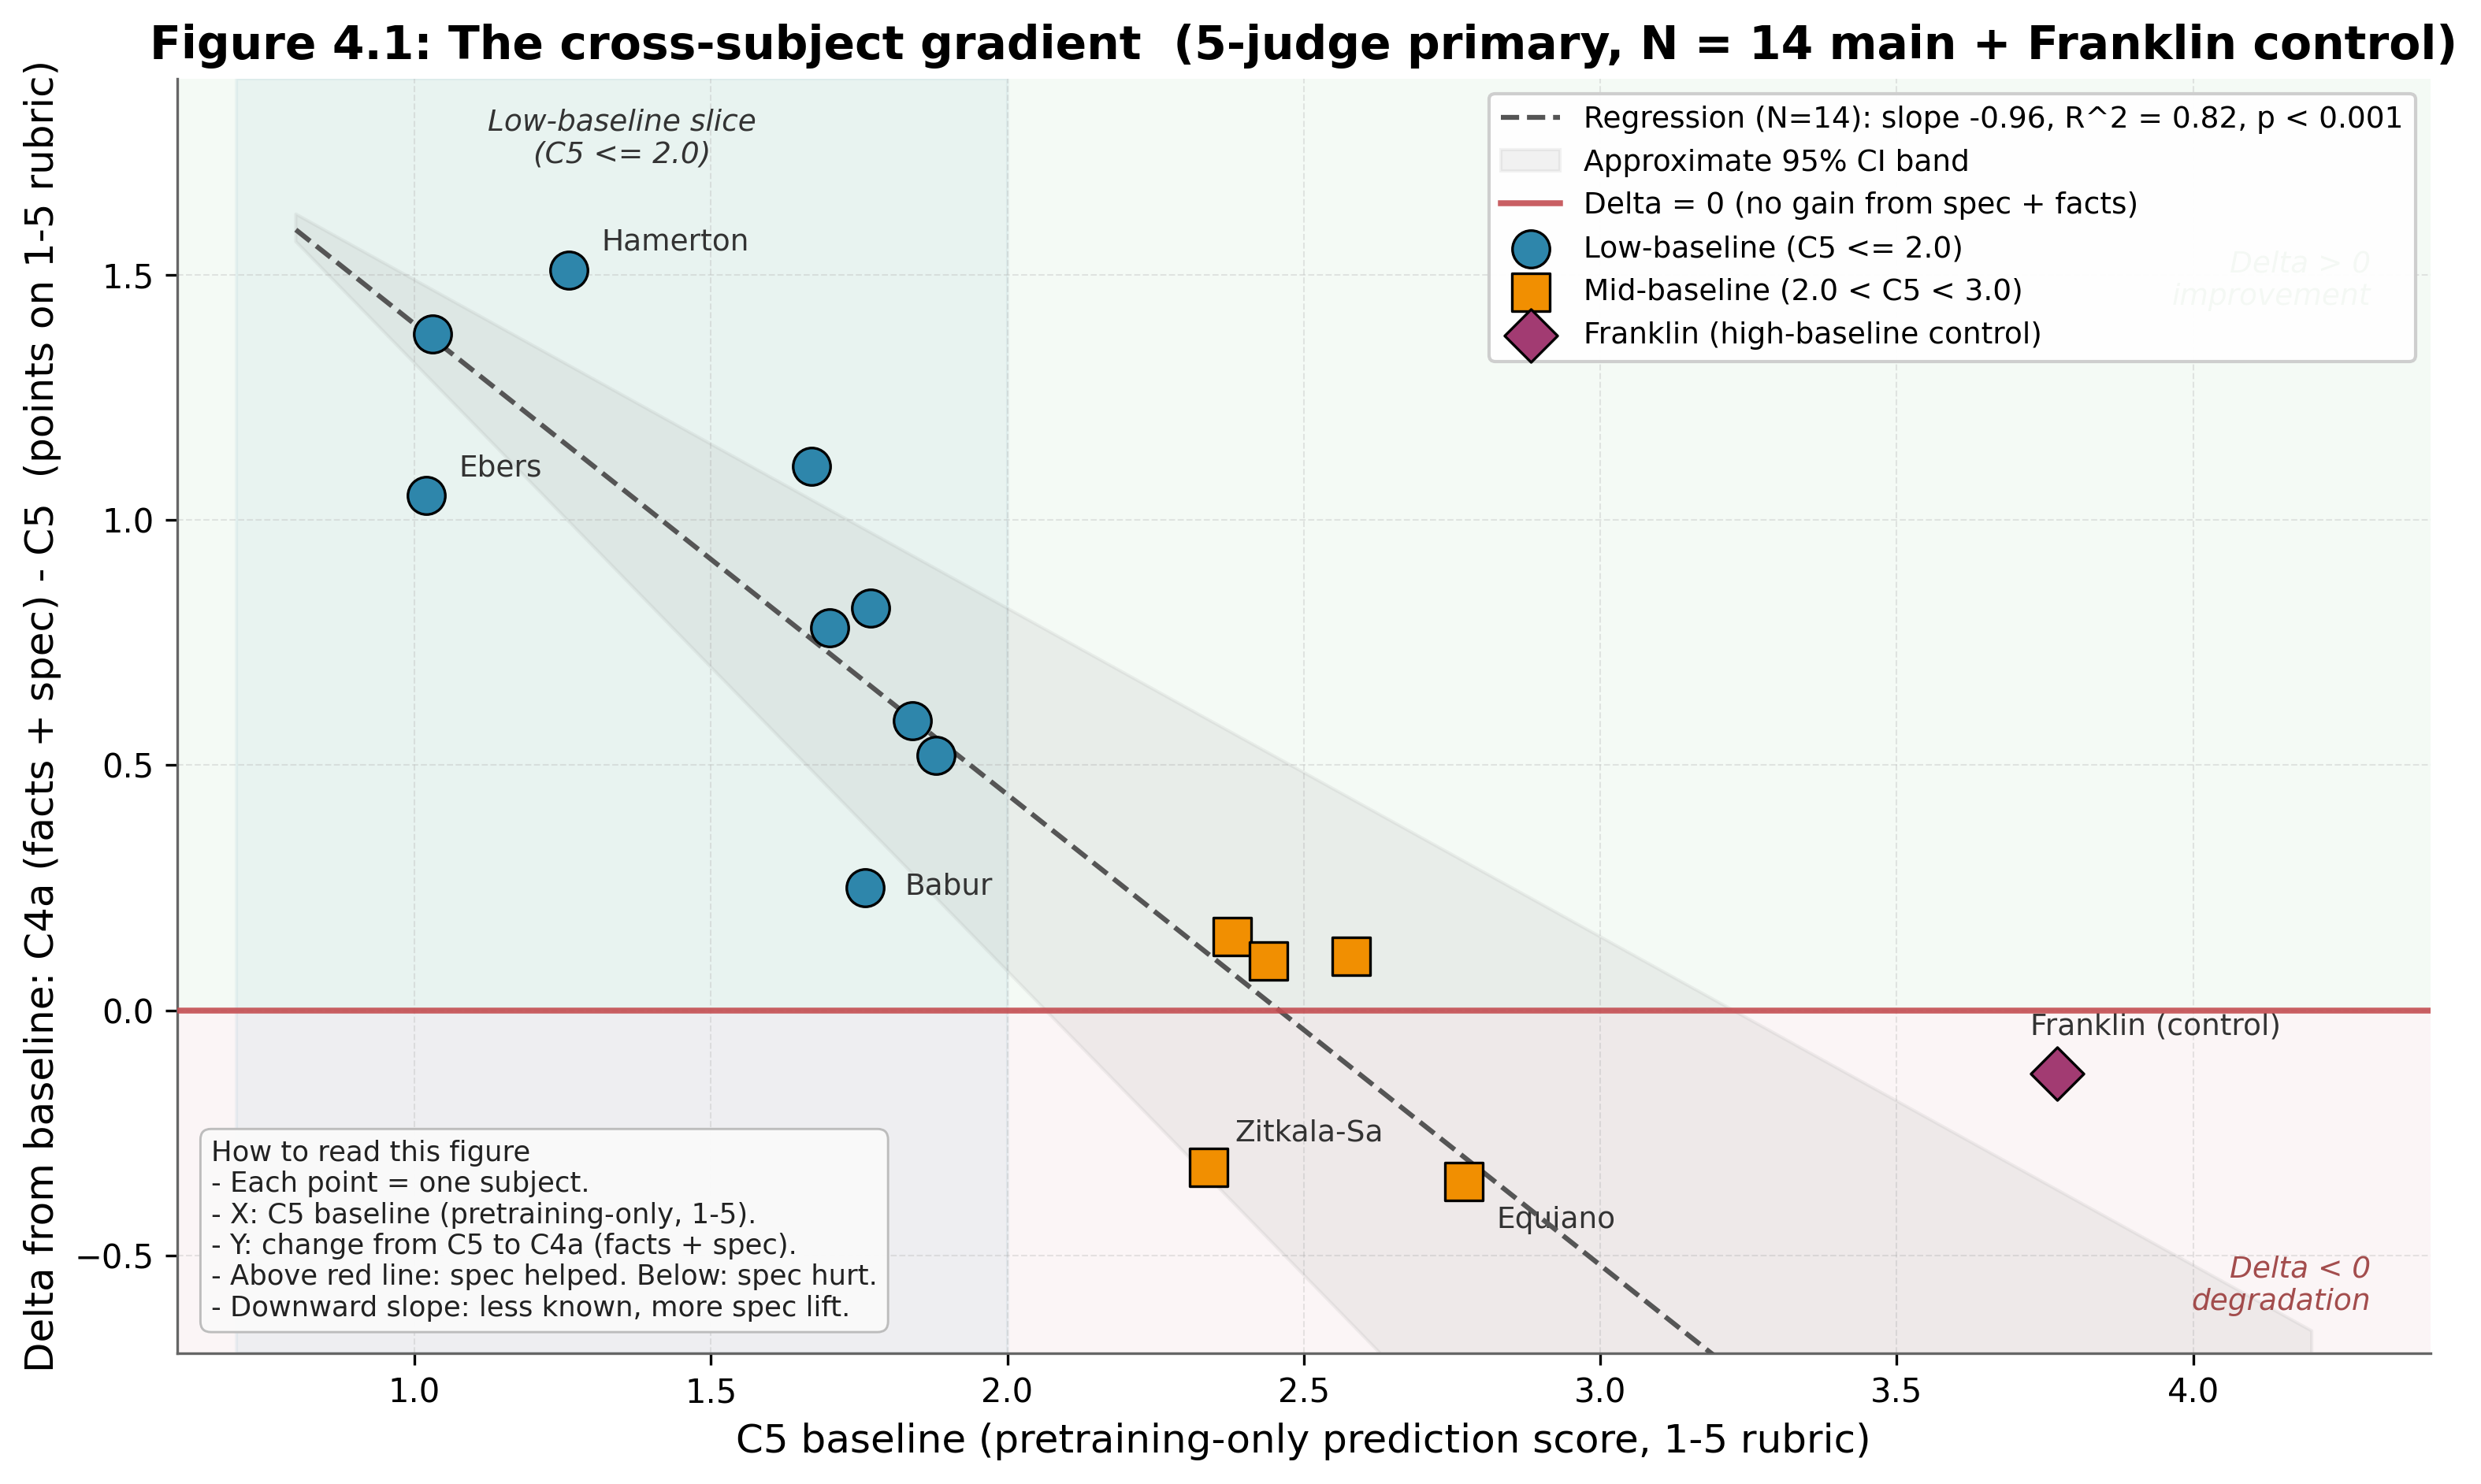 Figure 4.1: The cross-subject gradient  (5-judge primary, N = 14 main + Franklin control)
Delta from baseline: C4a (facts + spec) - C5  (points on 1-5 rubric)
Low-baseline slice
(C5 <= 2.0)
Regression (N=14): slope -0.96, R^2 = 0.82, p < 0.001
Approximate 95% CI band
Delta = 0 (no gain from spec + facts)
Low-baseline (C5 <= 2.0)
Mid-baseline (2.0 < C5 < 3.0)
Franklin (high-baseline control)
Delta > 0
improvement
Hamerton
Ebers
Babur
Franklin (control)
Zitkala-Sa
Equiano
Delta < 0
degradation
How to read this figure
- Each point = one subject.
- X: C5 baseline (pretraining-only, 1-5).
- Y: change from C5 to C4a (facts + spec).
- Above red line: spec helped. Below: spec hurt.
- Downward slope: less known, more spec lift.
1.5
1.0
0.5
0.0
−0.5
1.0 1.5 2.0 2.5 3.0 3.5 4.0
C5 baseline (pretraining-only prediction score, 1-5 rubric)